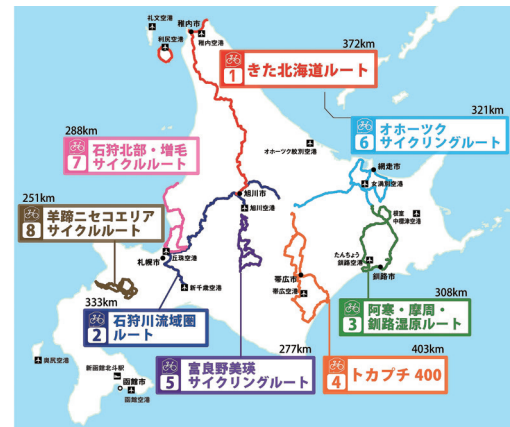 礼文空港
稚内市
利尻空港
稚内空港
372km
1 きた北海道ルート
321km
オホーツク
6 サイクリングルート
288km
石狩北部・増毛
7 サイクルルート
オホーツク紋別空港
網走市
女満別空港
251km
羊蹄ニセコエリア
8 サイクルルート
旭川市
旭川空港
根室
中標津空港
丘珠空港
札幌市
たんちょう
釧路空港
釧路市
帯広市
帯広空港
新千歳空港
333km
石狩川流域圏
2 ルート
308km
阿寒・摩周・
3 釧路湿原ルート
277km
富良野美瑛
5 サイクリングルート
403km
4 トカプチ 400
奥尻空港
新函館北斗駅
函館市
函館空港